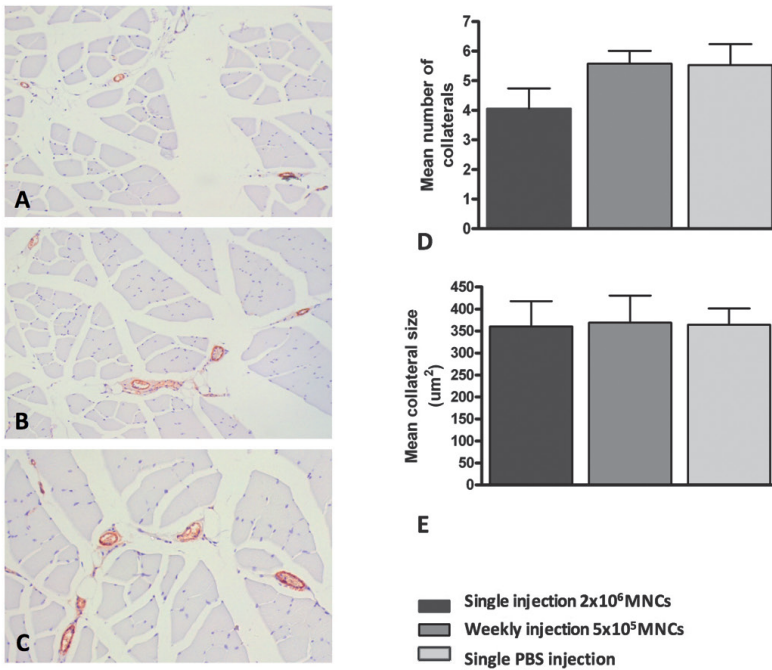 A
B
C
Mean number of
collaterals
7
6
5
4
3
2
1
0
D
Mean collateral size
(um²)
450
400
350
300
250
200
150
100
50
0
E
Single injection 2x10⁶MNCs
Weekly injection 5x10⁵MNCs
Single PBS injection